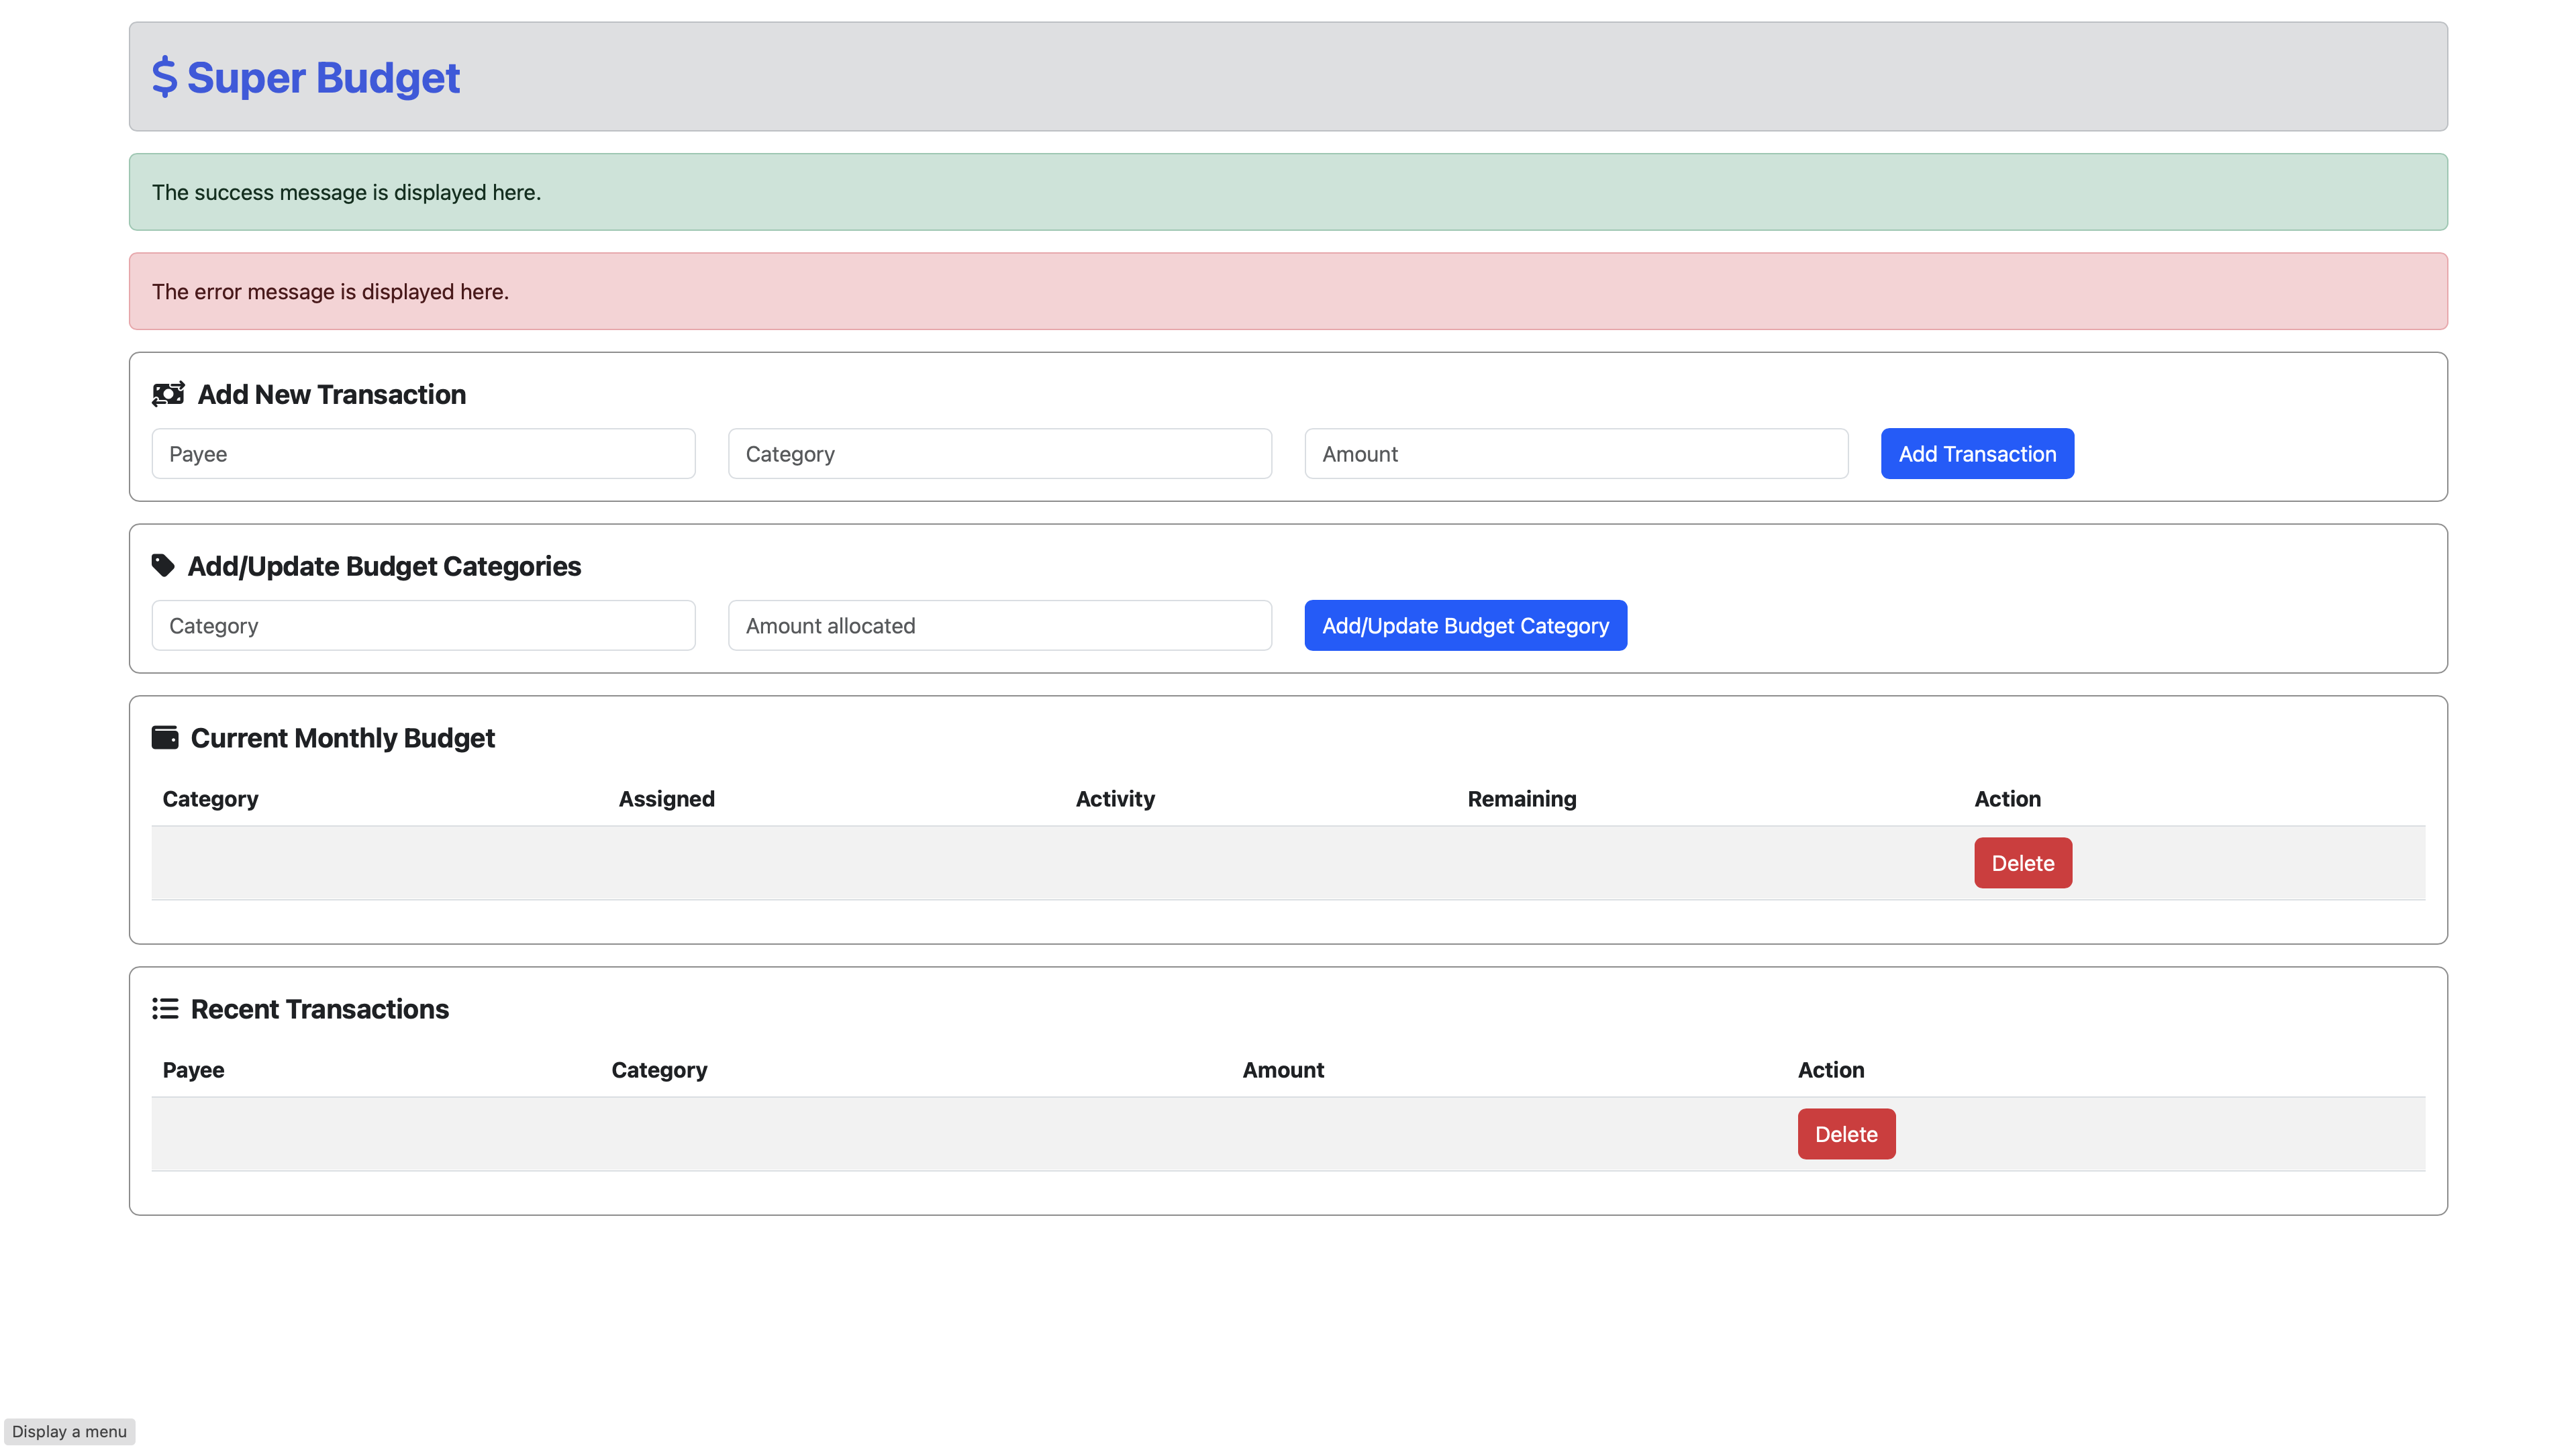 $ Super Budget
The success message is displayed here.
The error message is displayed here.
Add New Transaction
Payee Category Amount Add Transaction
Add/Update Budget Categories
Category Amount allocated Add/Update Budget Category
Current Monthly Budget
Category Assigned Activity Remaining Action
Delete
Recent Transactions
Payee Category Amount Action
Delete
Display a menu